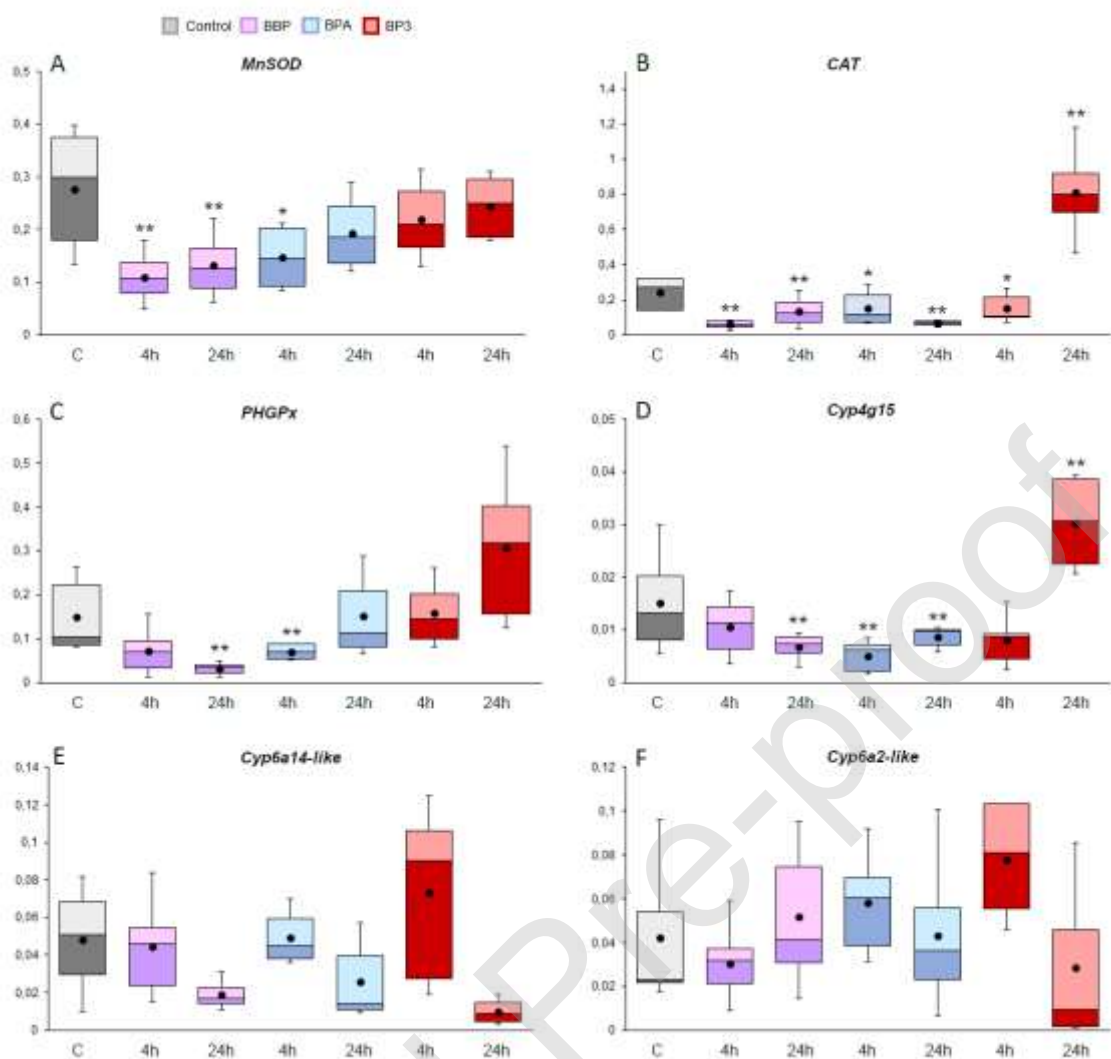 Control BBP BPA BP3
A MnSOD
0,5
0,4
0,3
0,2
0,1
0
** ** *
C 4h 24h 4h 24h 4h 24h
B CAT
1,4
1,2
1
0,8
0,6
0,4
0,2
0
** ** * ** * **
C 4h 24h 4h 24h 4h 24h
C PHGPx
0,6
0,5
0,4
0,3
0,2
0,1
0
** **
C 4h 24h 4h 24h 4h 24h
D Cyp4g15
0,05
0,04
0,03
0,02
0,01
0
** ** ** **
C 4h 24h 4h 24h 4h 24h
E Cyp6a14-like
0,14
0,12
0,1
0,08
0,06
0,04
0,02
0
C 4h 24h 4h 24h 4h 24h
F Cyp6a2-like
0,12
0,1
0,08
0,06
0,04
0,02
0
C 4h 24h 4h 24h 4h 24h
Pre-proof